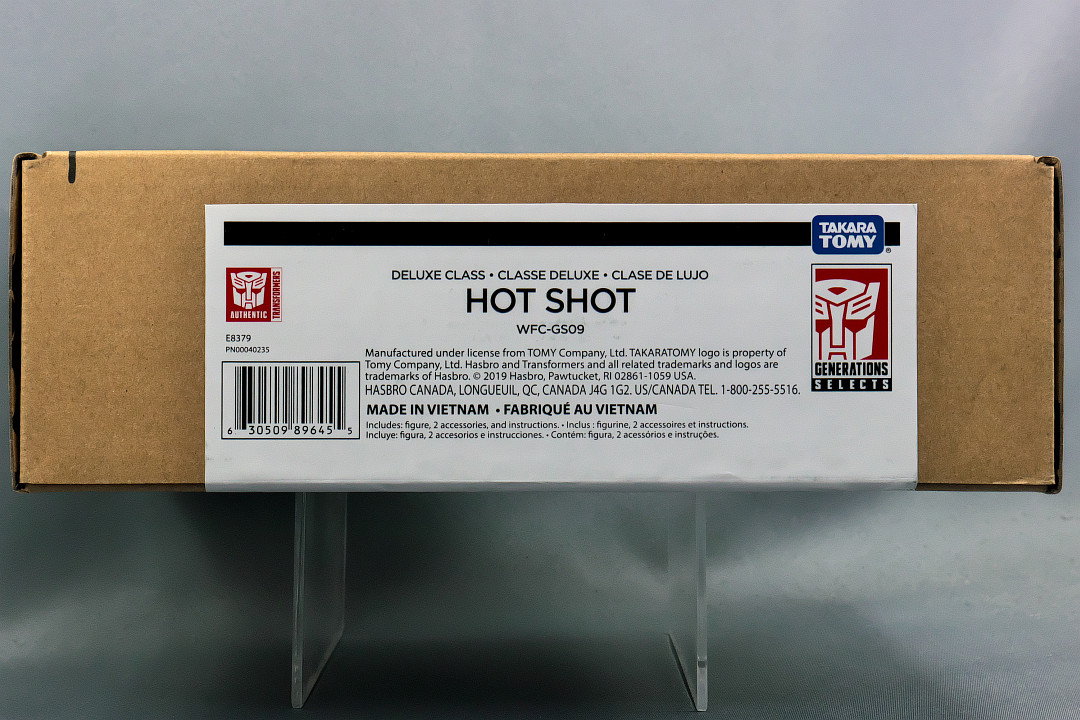 TAKARA
TOMY
®
DELUXE CLASS • CLASSE DELUXE • CLASE DE LUJO
HOT SHOT
WFC-GS09
AUTHENTIC
TRANSFORMERS
E8379
PN00040235
6 30509 89645 5
Manufactured under license from TOMY Company, Ltd. TAKARATOMY logo is property of
Tomy Company, Ltd. Hasbro and Transformers and all related trademarks and logos are
trademarks of Hasbro. © 2019 Hasbro, Pawtucket, RI 02861-1059 USA.
HASBRO CANADA, LONGUEUIL, QC, CANADA J4G 1G2. US/CANADA TEL. 1-800-255-5516.
MADE IN VIETNAM • FABRIQUÉ AU VIETNAM
Includes: figure, 2 accessories, and instructions. • Inclus : figurine, 2 accessoires et instructions.
Incluye: figura, 2 accesorios e instrucciones. • Contém: figura, 2 acessórios e instruções.
GENERATIONS
SELECTS